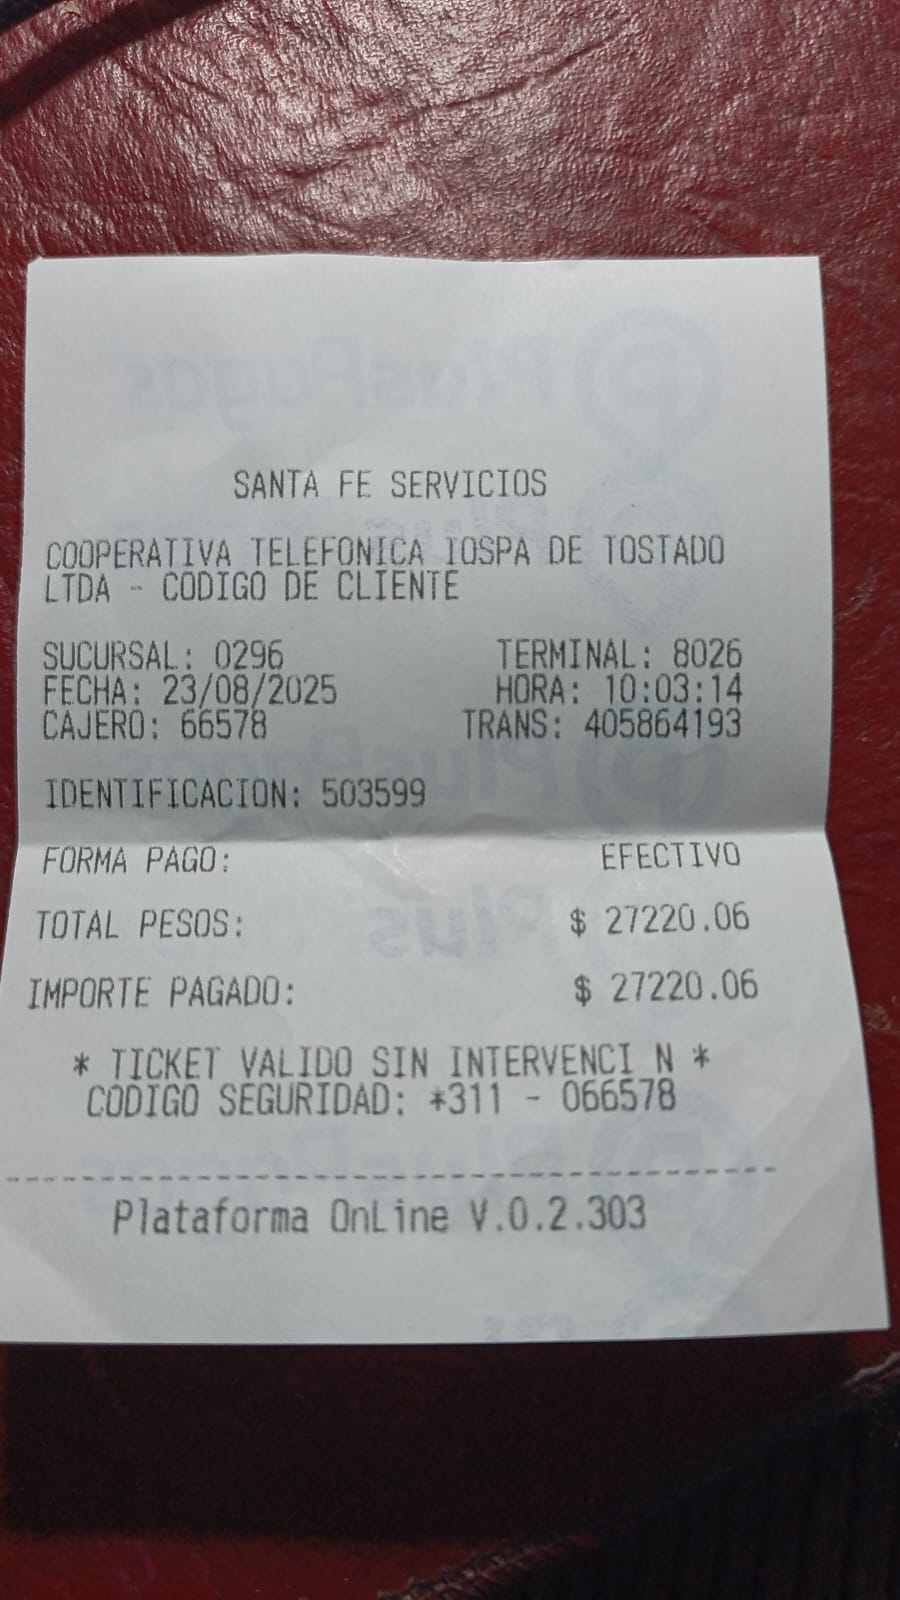 SANTA FE SERVICIOS
COOPERATIVA TELEFONICA IOSPA DE TOSTADO
LTDA - CODIGO DE CLIENTE
SUCURSAL: 0296 TERMINAL: 8026
FECHA: 23/08/2025 HORA: 10:03:14
CAJERO: 66578 TRANS: 405864193
IDENTIFICACION: 503599
FORMA PAGO: EFECTIVO
TOTAL PESOS: $ 27220.06
IMPORTE PAGADO: $ 27220.06
* TICKET VALIDO SIN INTERVENCI N *
CODIGO SEGURIDAD: *311 - 066578
Plataforma OnLine V.0.2.303